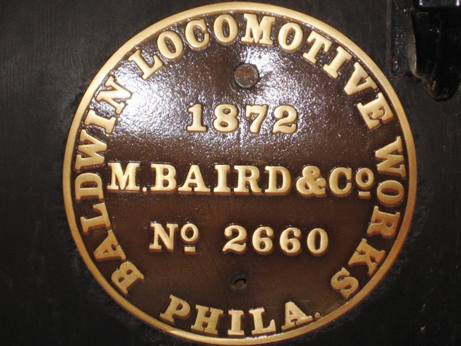 BALDWIN LOCOMOTIVE WORKS
1872
M. BAIRD & Cº
Nº 2660
PHILA.